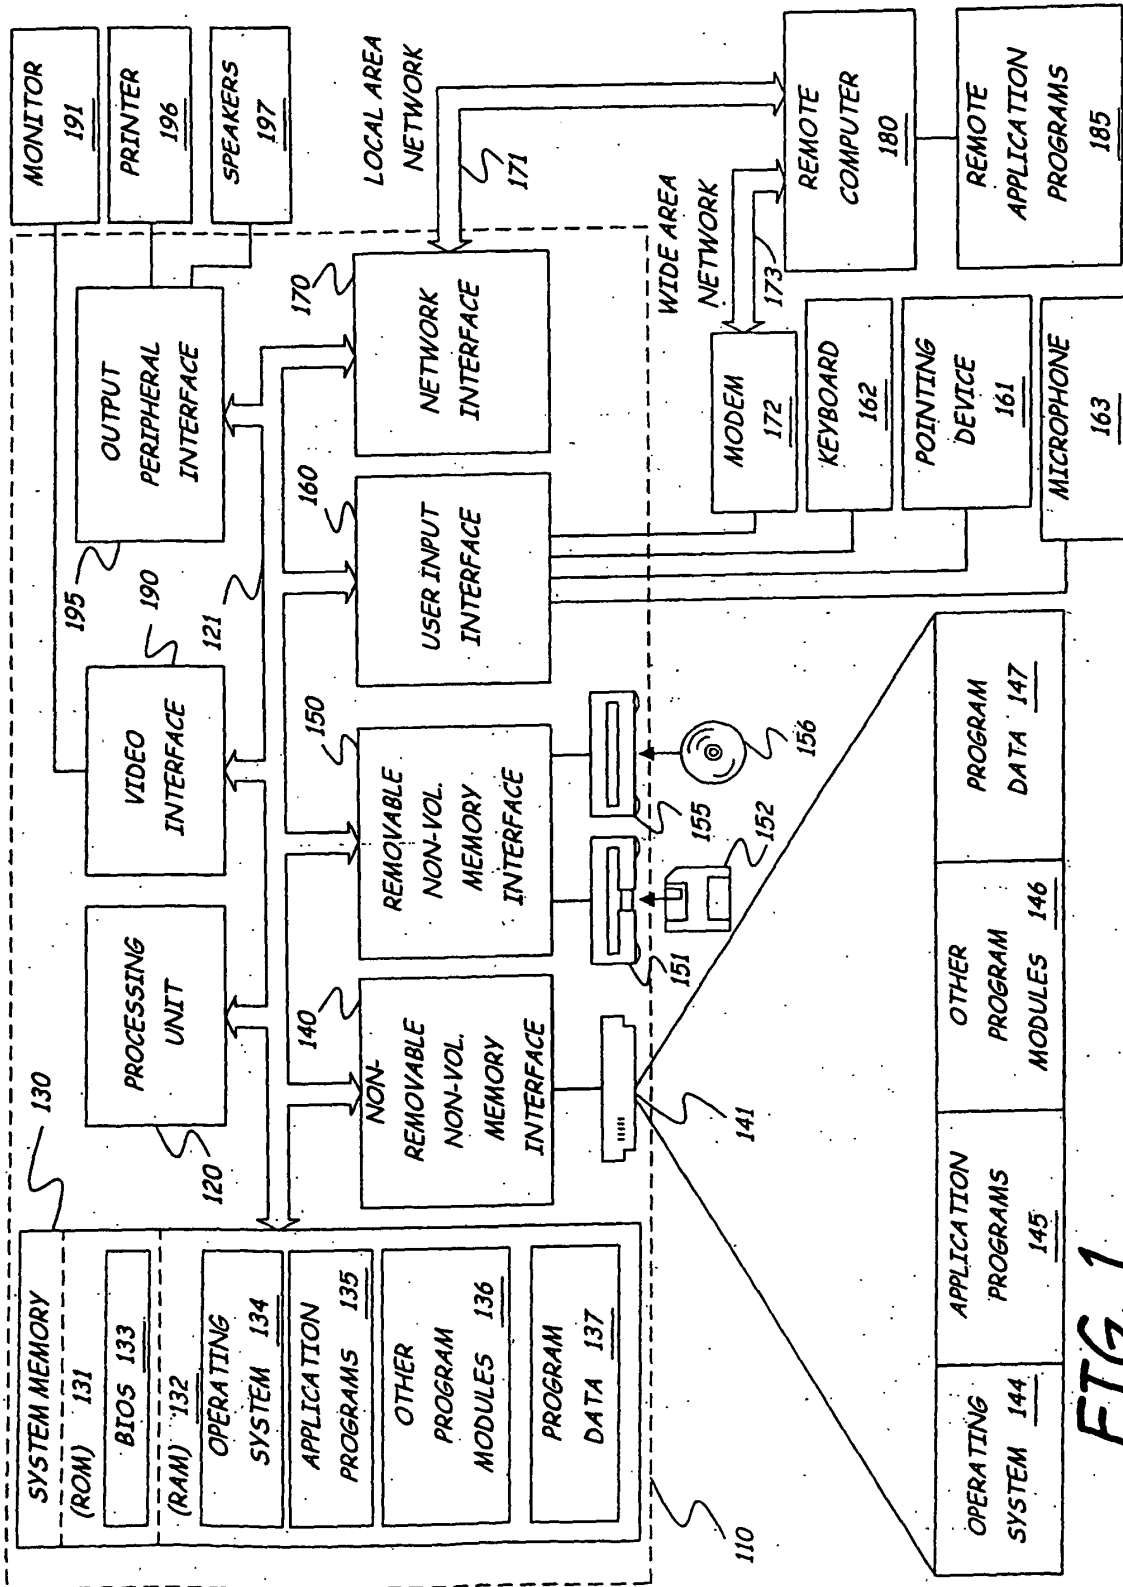 SYSTEM MEMORY
(ROM) 131
BIOS 133
(RAM) 132
OPERATING
SYSTEM 134
APPLICATION
PROGRAMS 135
OTHER
PROGRAM
MODULES 136
PROGRAM
DATA 137
130
PROCESSING
UNIT
120
VIDEO
INTERFACE
190
121
OUTPUT
PERIPHERAL
INTERFACE
195
MONITOR
191
PRINTER
196
SPEAKERS
197
NON-
REMOVABLE
NON-VOL.
MEMORY
INTERFACE
140
REMOVABLE
NON-VOL.
MEMORY
INTERFACE
150
USER INPUT
INTERFACE
160
NETWORK
INTERFACE
170
LOCAL AREA
NETWORK
171
110
141
151
152
155
156
WIDE AREA
NETWORK
173
MODEM
172
KEYBOARD
162
POINTING
DEVICE
161
MICROPHONE
163
REMOTE
COMPUTER
180
REMOTE
APPLICATION
PROGRAMS
185
OPERATING
SYSTEM 144
APPLICATION
PROGRAMS
145
OTHER
PROGRAM
MODULES 146
PROGRAM
DATA 147
FIG. 1